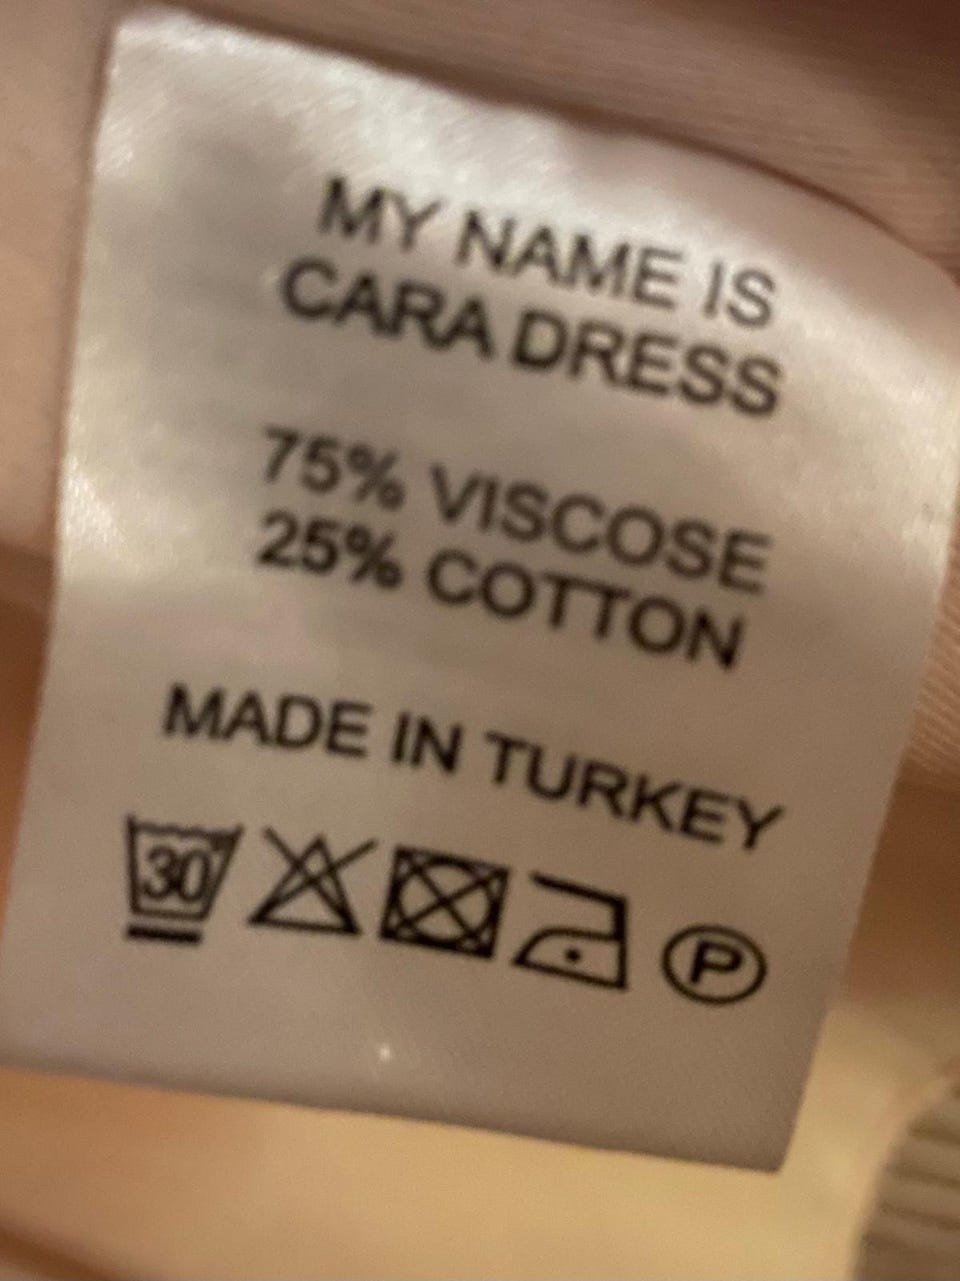 MY NAME IS
CARA DRESS
75% VISCOSE
25% COTTON
MADE IN TURKEY
30 P